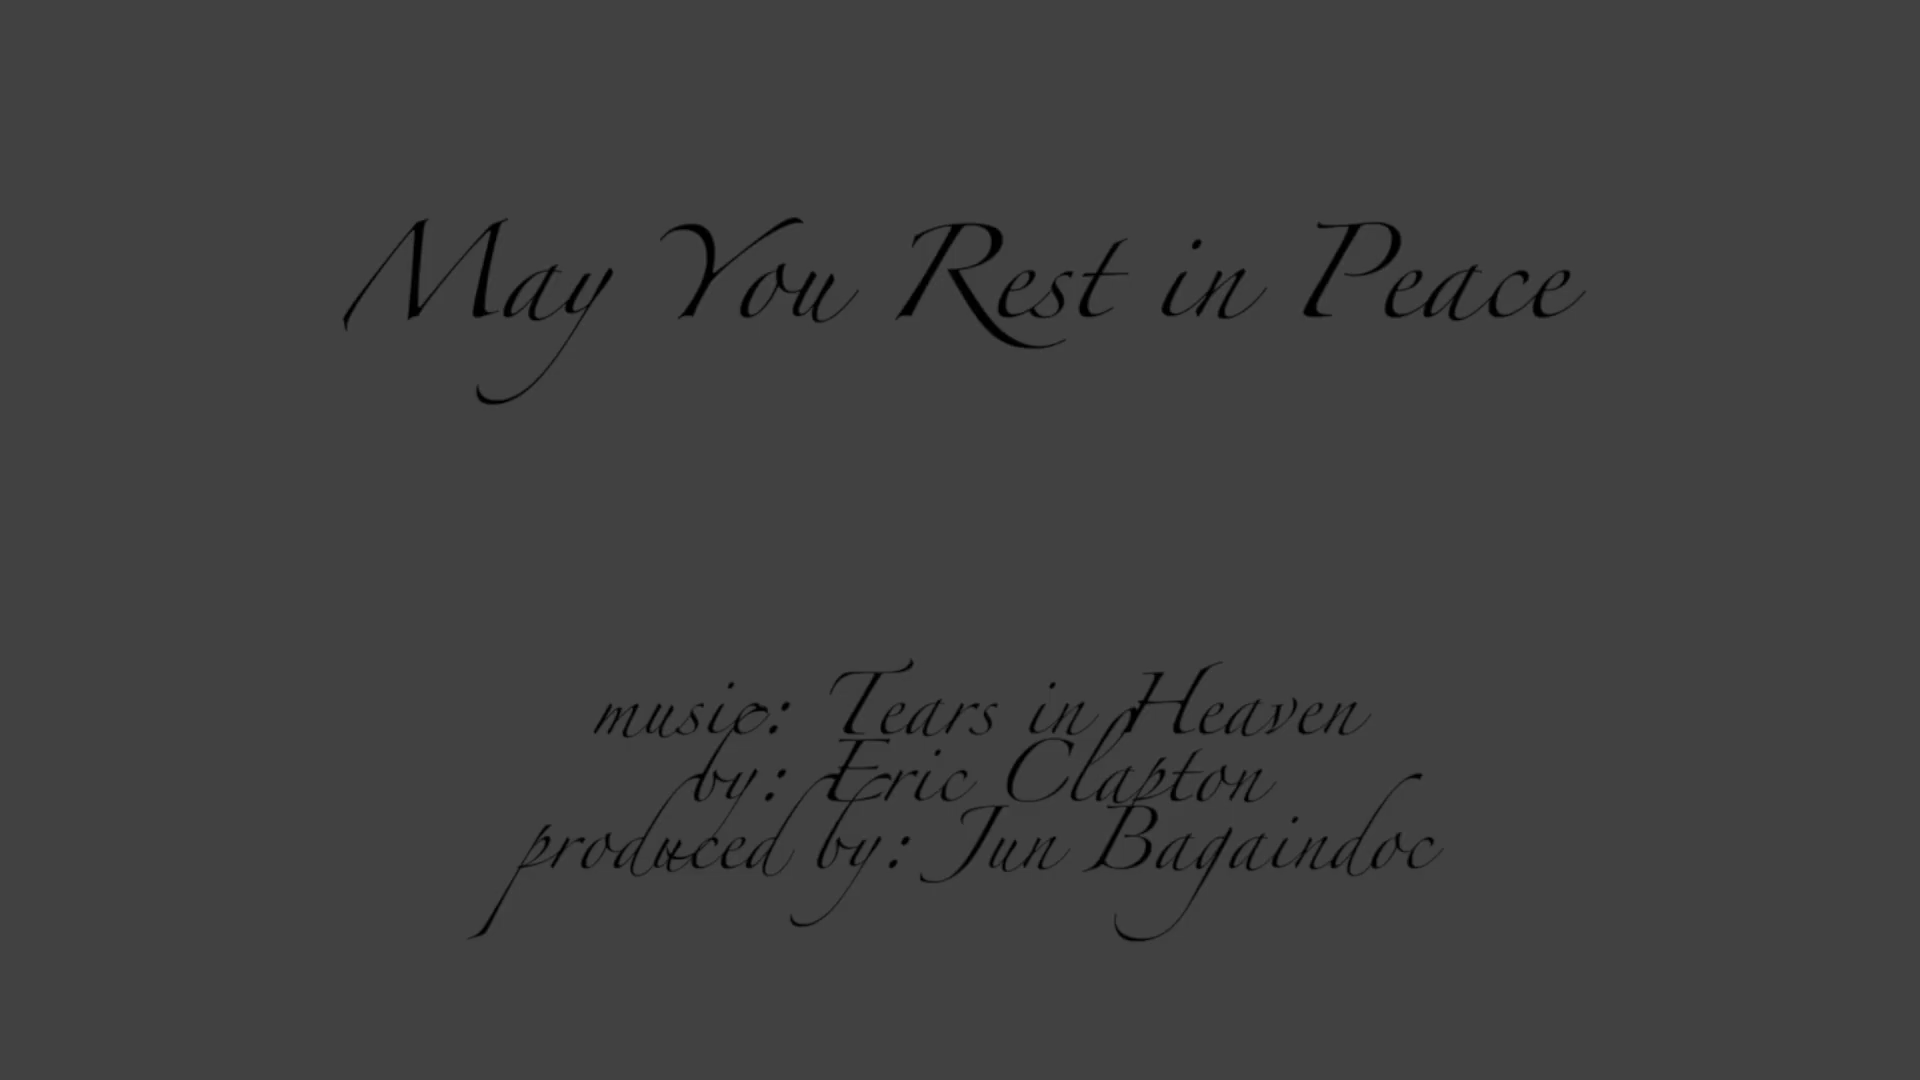 May You Rest in Peace
music: Tears in Heaven
by: Eric Clapton
produced by: Jun Bagaindoc